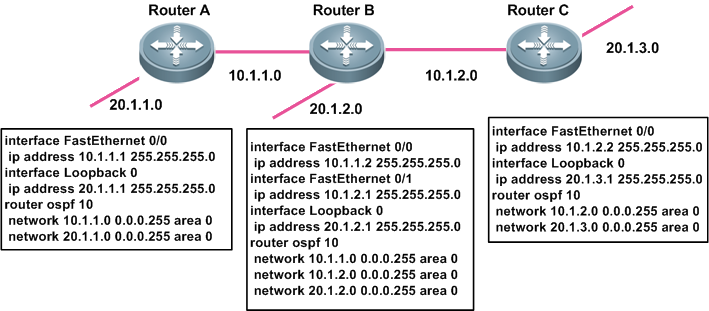 Router A
Router B
Router C
20.1.3.0
10.1.1.0
10.1.2.0
20.1.1.0
20.1.2.0
interface FastEthernet 0/0
ip address 10.1.1.1 255.255.255.0
interface Loopback 0
ip address 20.1.1.1 255.255.255.0
router ospf 10
network 10.1.1.0 0.0.0.255 area 0
network 20.1.1.0 0.0.0.255 area 0
interface FastEthernet 0/0
ip address 10.1.1.2 255.255.255.0
interface FastEthernet 0/1
ip address 10.1.2.1 255.255.255.0
interface Loopback 0
ip address 20.1.2.1 255.255.255.0
router ospf 10
network 10.1.1.0 0.0.0.255 area 0
network 10.1.2.0 0.0.0.255 area 0
network 20.1.2.0 0.0.0.255 area 0
interface FastEthernet 0/0
ip address 10.1.2.2 255.255.255.0
interface Loopback 0
ip address 20.1.3.1 255.255.255.0
router ospf 10
network 10.1.2.0 0.0.0.255 area 0
network 20.1.3.0 0.0.0.255 area 0